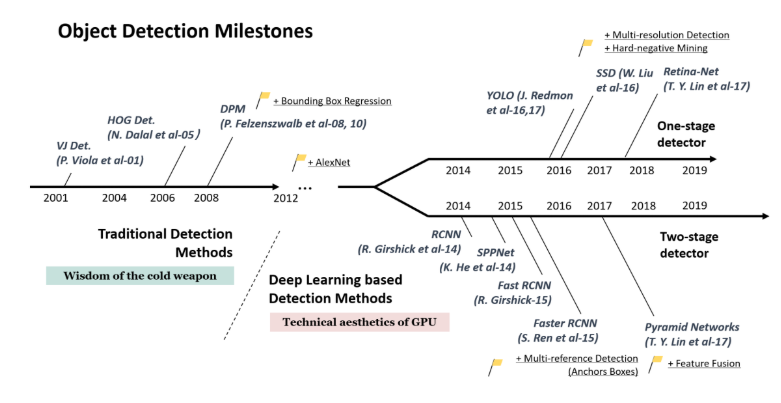 Object Detection Milestones
+ Multi-resolution Detection
+ Hard-negative Mining
SSD (W. Liu
et al-16)
Retina-Net
(T. Y. Lin et al-17)
YOLO (J. Redmon
et al-16,17)
DPM
(P. Felzenszwalb et al-08, 10)
+ Bounding Box Regression
HOG Det.
(N. Dalal et al-05)
VJ Det.
(P. Viola et al-01)
+ AlexNet
One-stage
detector
2014 2015 2016 2017 2018 2019
2001 2004 2006 2008 2012 ...
2014 2015 2016 2017 2018 2019
Two-stage
detector
Traditional Detection
Methods
Wisdom of the cold weapon
Deep Learning based
Detection Methods
Technical aesthetics of GPU
RCNN
(R. Girshick et al-14)
SPPNet
(K. He et al-14)
Fast RCNN
(R. Girshick-15)
Faster RCNN
(S. Ren et al-15)
+ Multi-reference Detection
(Anchors Boxes)
Pyramid Networks
(T. Y. Lin et al-17)
+ Feature Fusion